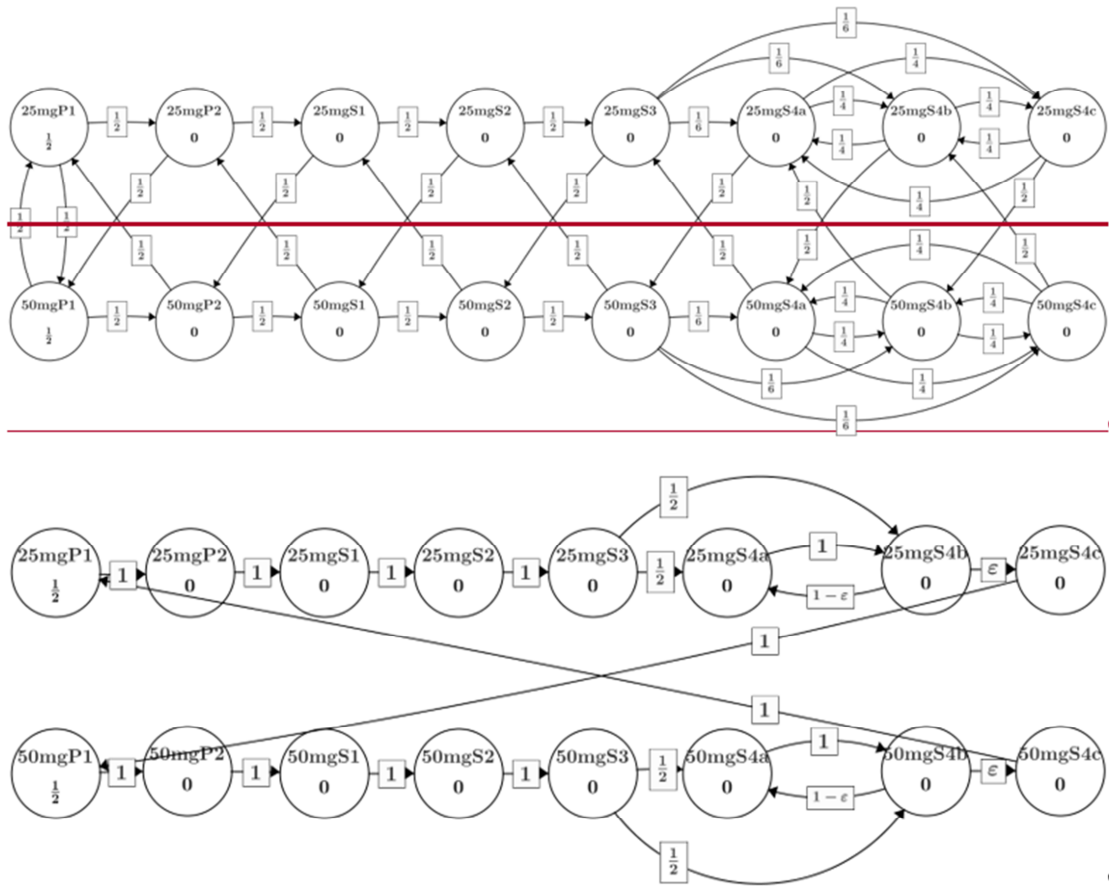 1/6
1/6 1/4
25mgP1 25mgP2 25mgS1 25mgS2 25mgS3 25mgS4a 25mgS4b 25mgS4c
1/2 1/2 1/2 1/2 1/2 1/6 1/4 1/4
1/2 0 0 0 0 0 0 0
1/4 1/4
1/2 1/2 1/2 1/2 1/2 1/2 1/2
1/4
1/2 1/2
1/2 1/2 1/2 1/2 1/2 1/2 1/4 1/2
50mgP1 50mgP2 50mgS1 50mgS2 50mgS3 50mgS4a 50mgS4b 50mgS4c
1/4 1/4
1/2 1/2 1/2 1/2 1/2 1/6
1/2 0 0 0 0 0 0 0
1/4 1/4
1/6 1/4
1/6
1/2
25mgP1 25mgP2 25mgS1 25mgS2 25mgS3 25mgS4a 1 25mgS4b 25mgS4c
1 1 1 1 1/2 ε
1/2 0 0 0 0 0 0 0
1 − ε
1
1
50mgP1 50mgP2 50mgS1 50mgS2 50mgS3 50mgS4a 1 50mgS4b 50mgS4c
1 1 1 1 1/2 ε
1/2 0 0 0 0 0 0 0
1 − ε
1/2